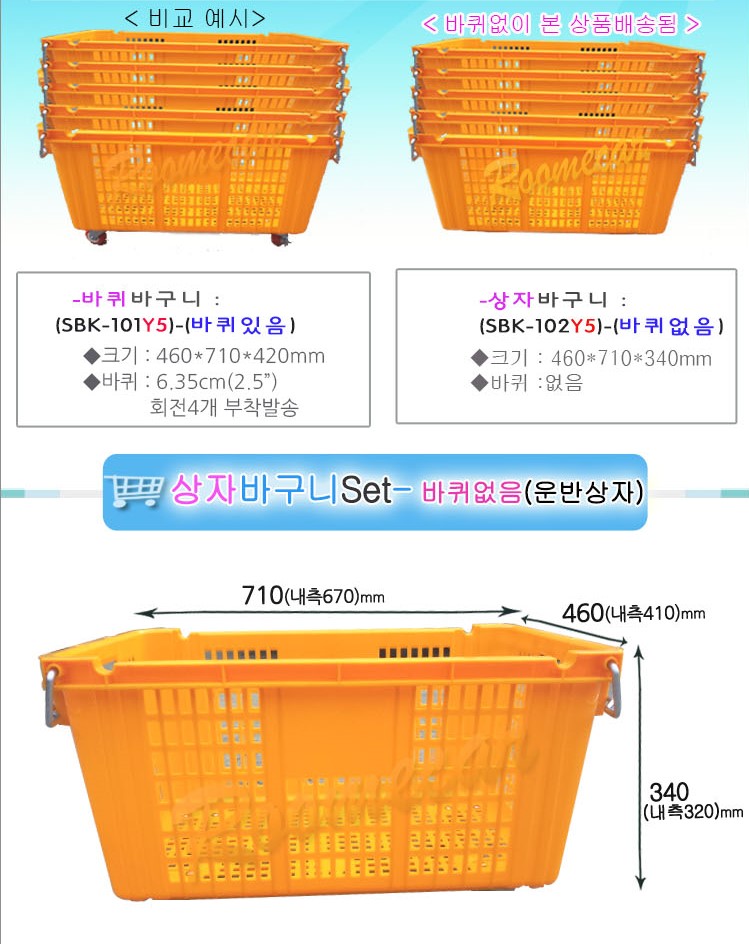 < 비교 예시>
< 바퀴없이 본 상품배송됨 >
Roomecan
Roomecan
-바퀴바구니 :
(SBK-101Y5)-(바퀴있음)
◆크기 : 460*710*420mm
◆바퀴 : 6.35cm(2.5”)
회전4개 부착발송
-상자바구니 :
(SBK-102Y5)-(바퀴없음)
◆크기 : 460*710*340mm
◆바퀴 :없음
상자바구니Set- 바퀴없음(운반상자)
710(내측670)mm
460(내측410)mm
340
(내측320)mm
Roomecan